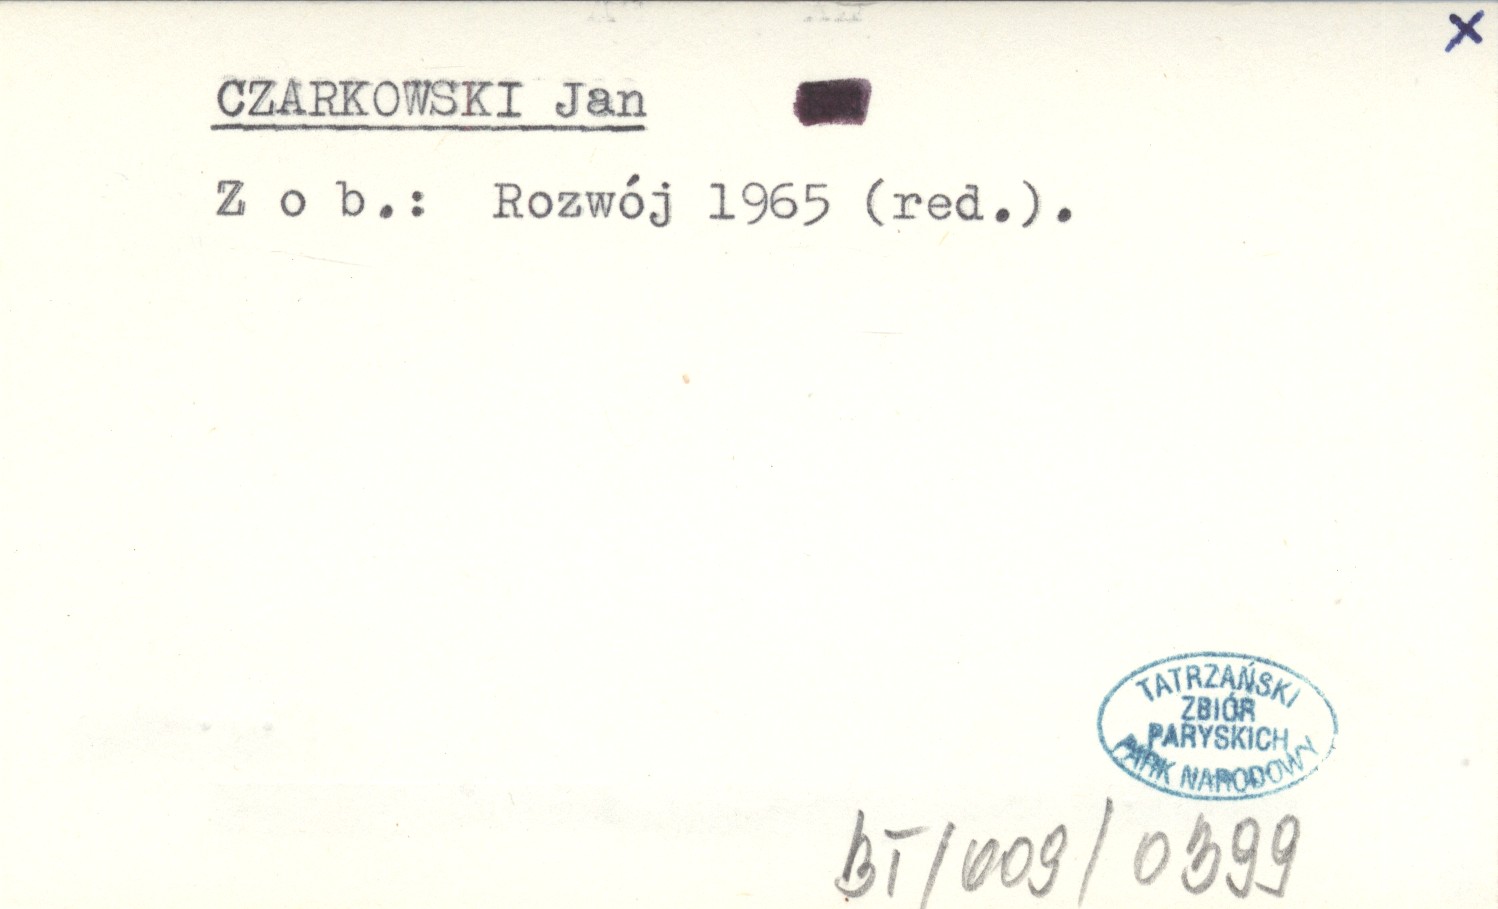 X
CZARKOWSKI Jan
Z o b.: Rozwój 1965 (red.).
TATRZAŃSKI
ZBIÓR
PARYSKICH
PARK NARODOWY
BT/009/0399